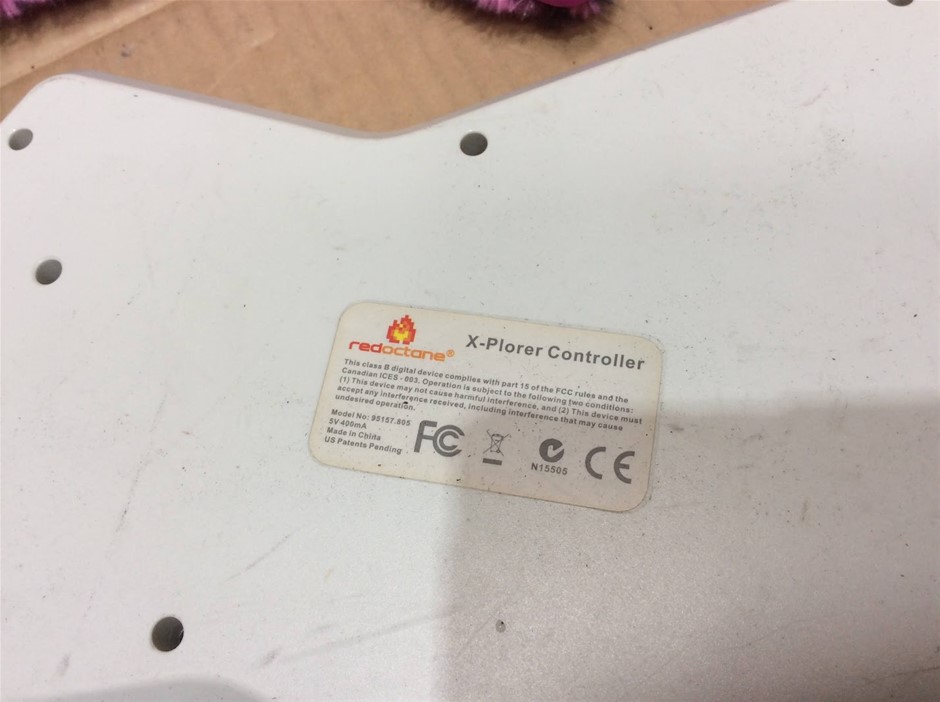 redoctane®
X-Plorer Controller
This class B digital device complies with part 15 of the FCC rules and the
Canadian ICES - 003. Operation is subject to the following two conditions:
(1) This device may not cause harmful interference, and (2) This device must
accept any interference received, including interference that may cause
undesired operation.
Model No: 95157.805
5V 400mA
Made in China
US Patents Pending
FC
N15505
CE